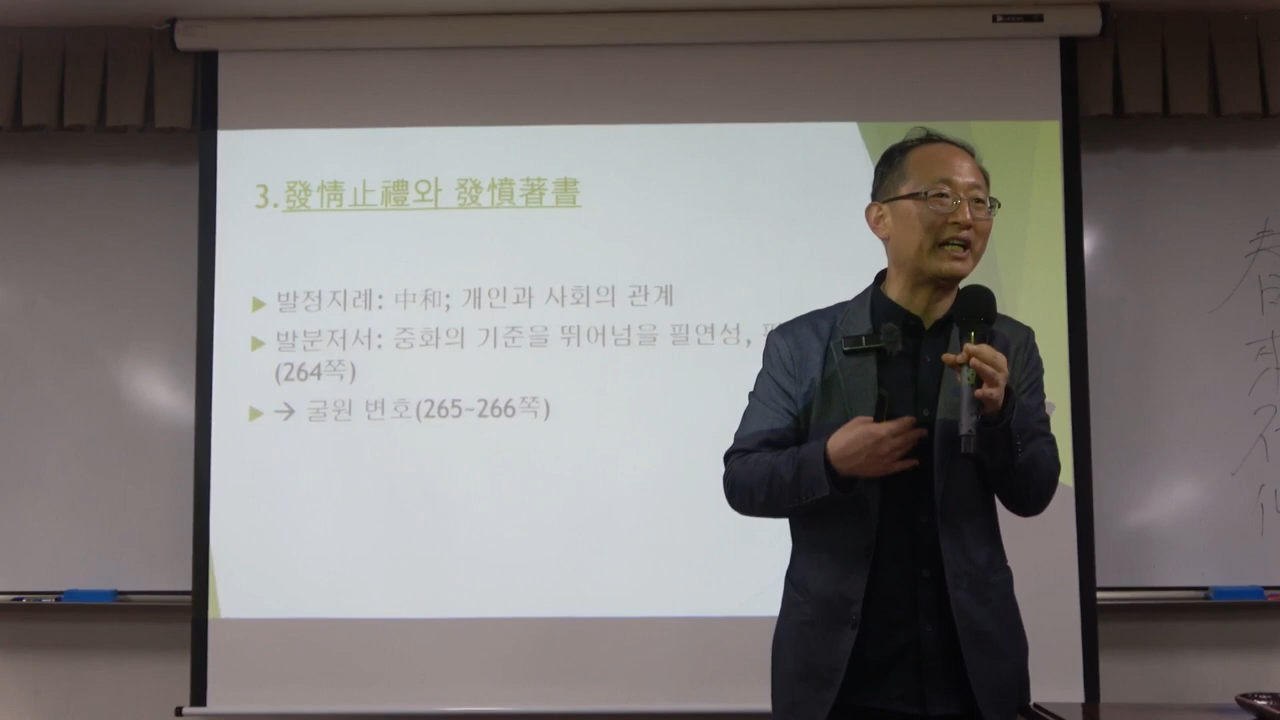 3.發情止禮와 發憤著書
▶ 발정지례: 中和; 개인과 사회의 관계
▶ 발분저서: 중화의 기준을 뛰어넘을 필연성,
(264쪽)
▶ → 굴원 변호(265~266쪽)